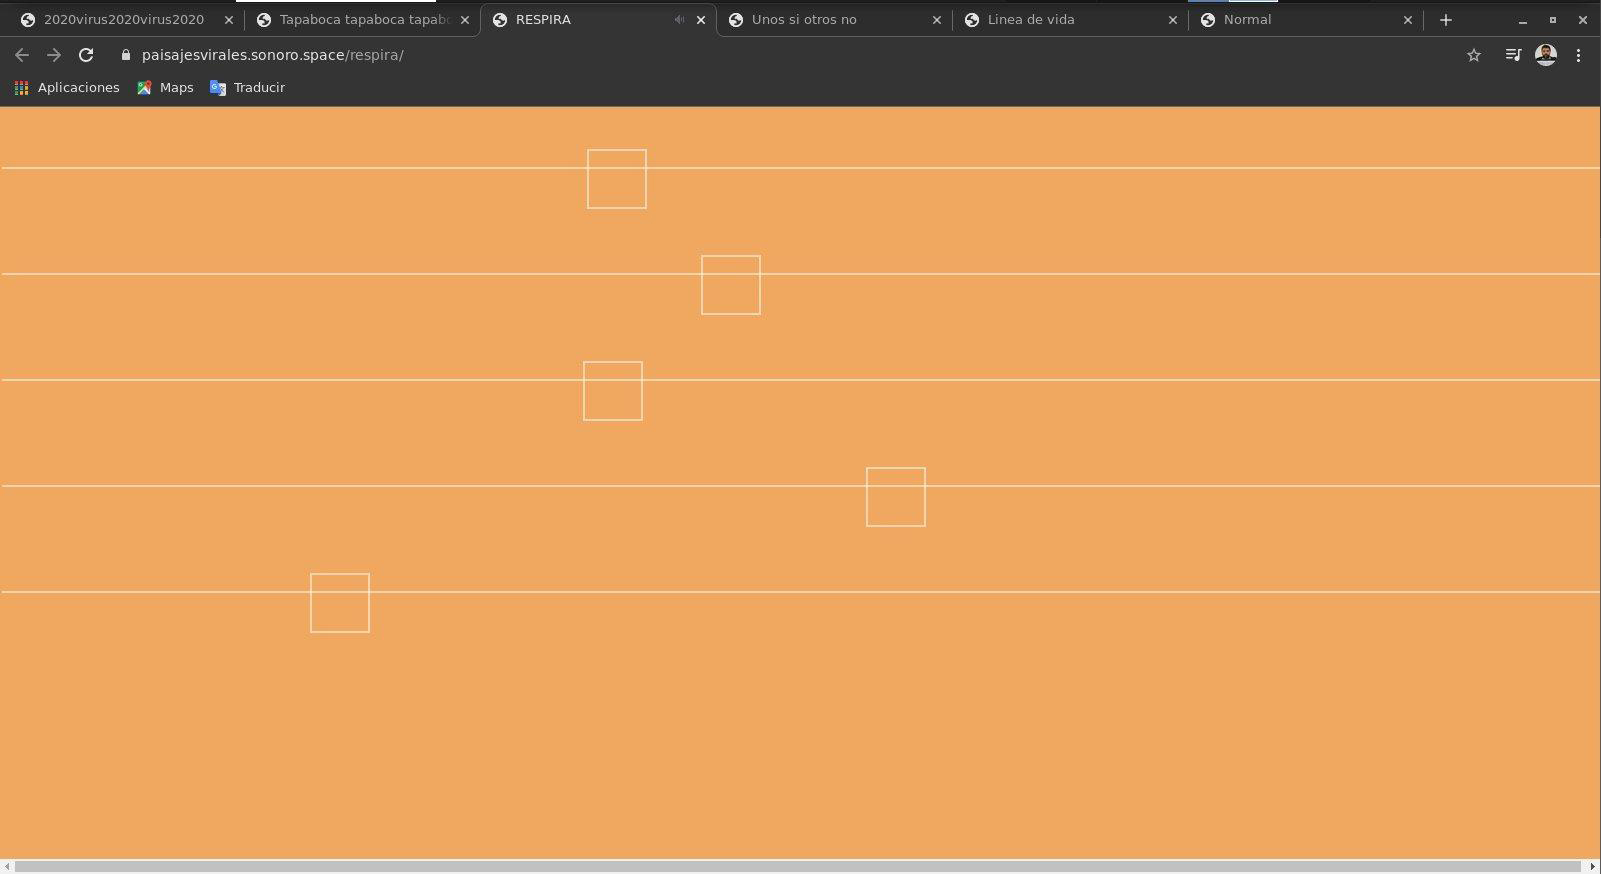 2020virus2020virus2020
Tapaboca tapaboca tapab
RESPIRA
Unos si otros no
Linea de vida
Normal
paisajesvirales.sonoro.space/respira/
Aplicaciones
Maps
Traducir